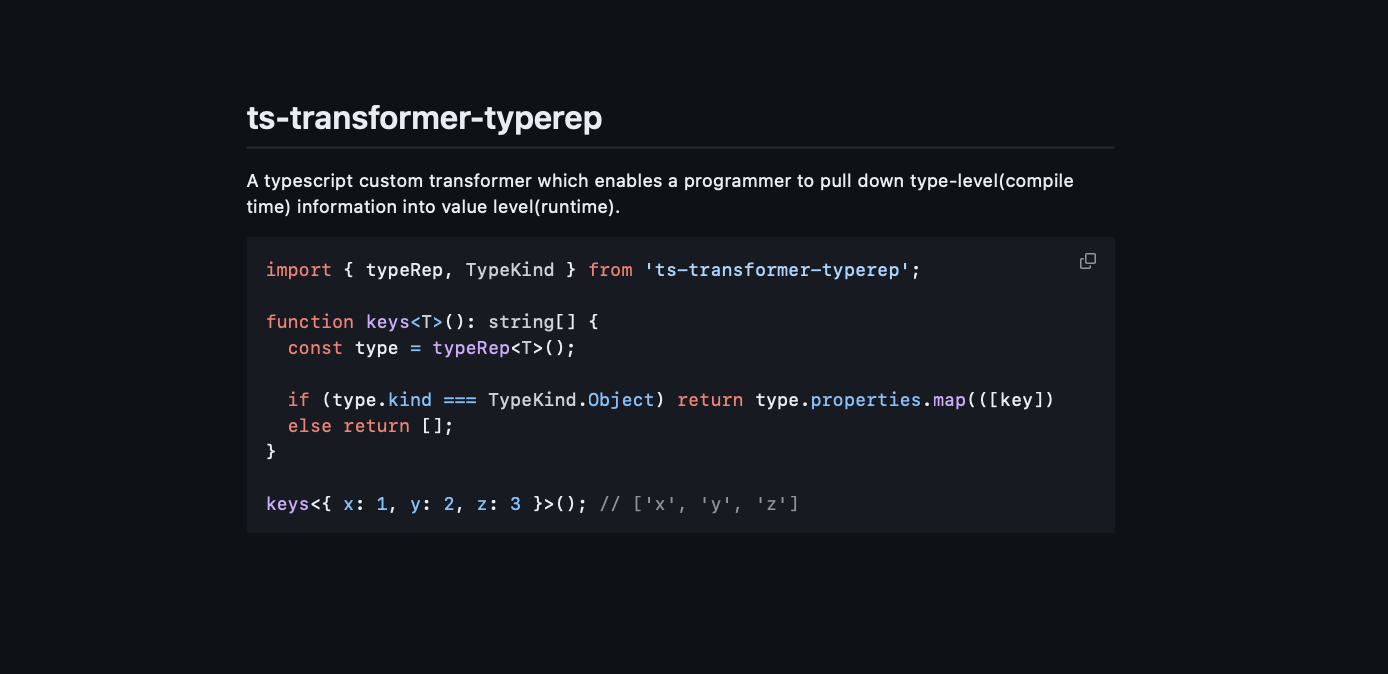 ts-transformer-typerep
A typescript custom transformer which enables a programmer to pull down type-level(compile
time) information into value level(runtime).
import { typeRep, TypeKind } from 'ts-transformer-typerep';
function keys<T>(): string[] {
  const type = typeRep<T>();
  if (type.kind === TypeKind.Object) return type.properties.map(([key])
  else return [];
}
keys<{ x: 1, y: 2, z: 3 }>(); // ['x', 'y', 'z']